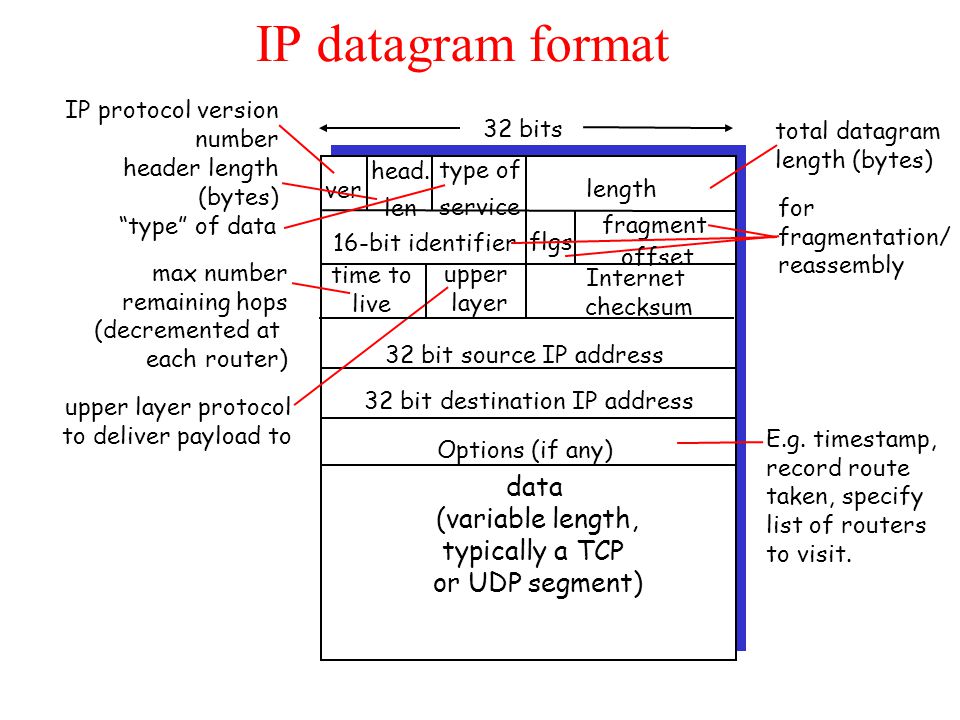 IP datagram format
IP protocol version
number
header length
(bytes)
“type” of data
max number
remaining hops
(decremented at
each router)
upper layer protocol
to deliver payload to
32 bits
ver
head.
len
type of
service
length
16-bit identifier
flgs
fragment
offset
time to
live
upper
layer
Internet
checksum
32 bit source IP address
32 bit destination IP address
Options (if any)
data
(variable length,
typically a TCP
or UDP segment)
total datagram
length (bytes)
for
fragmentation/
reassembly
E.g. timestamp,
record route
taken, specify
list of routers
to visit.